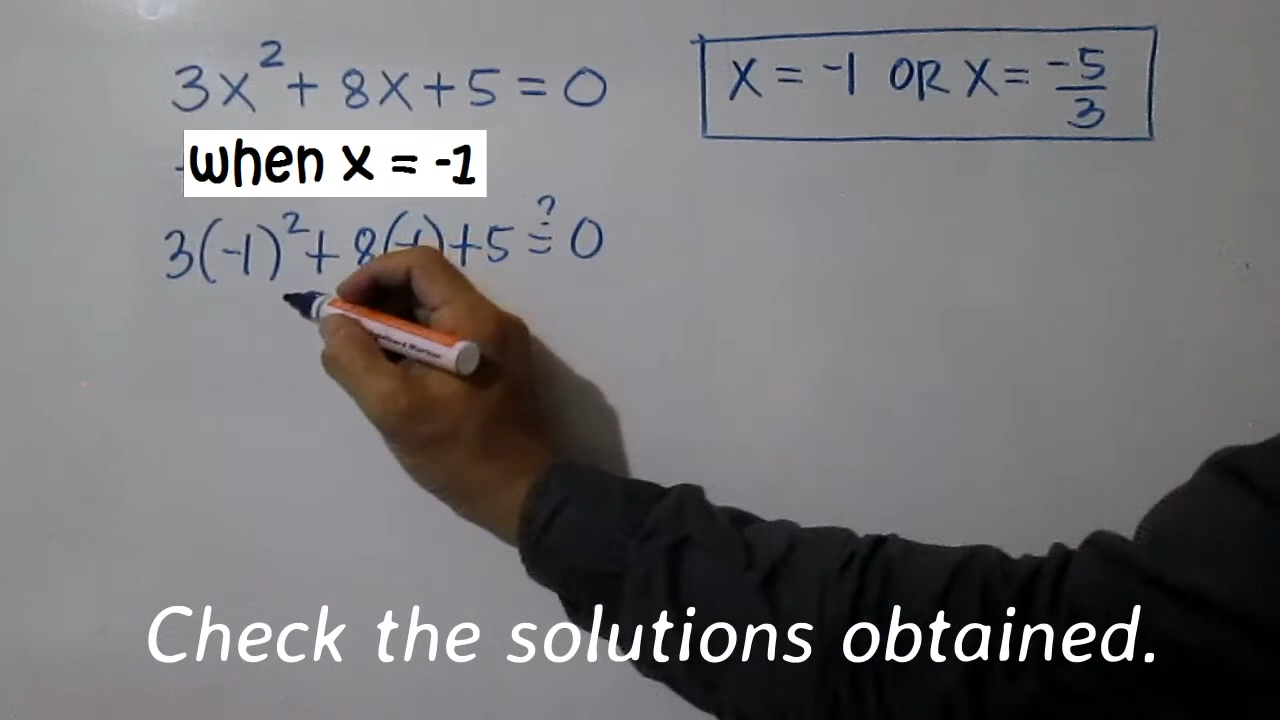 3x² + 8x + 5 = 0
x = -1 OR x = -5/3
when x = -1
3(-1)² + 8(-1) + 5 ≟ 0
Check the solutions obtained.